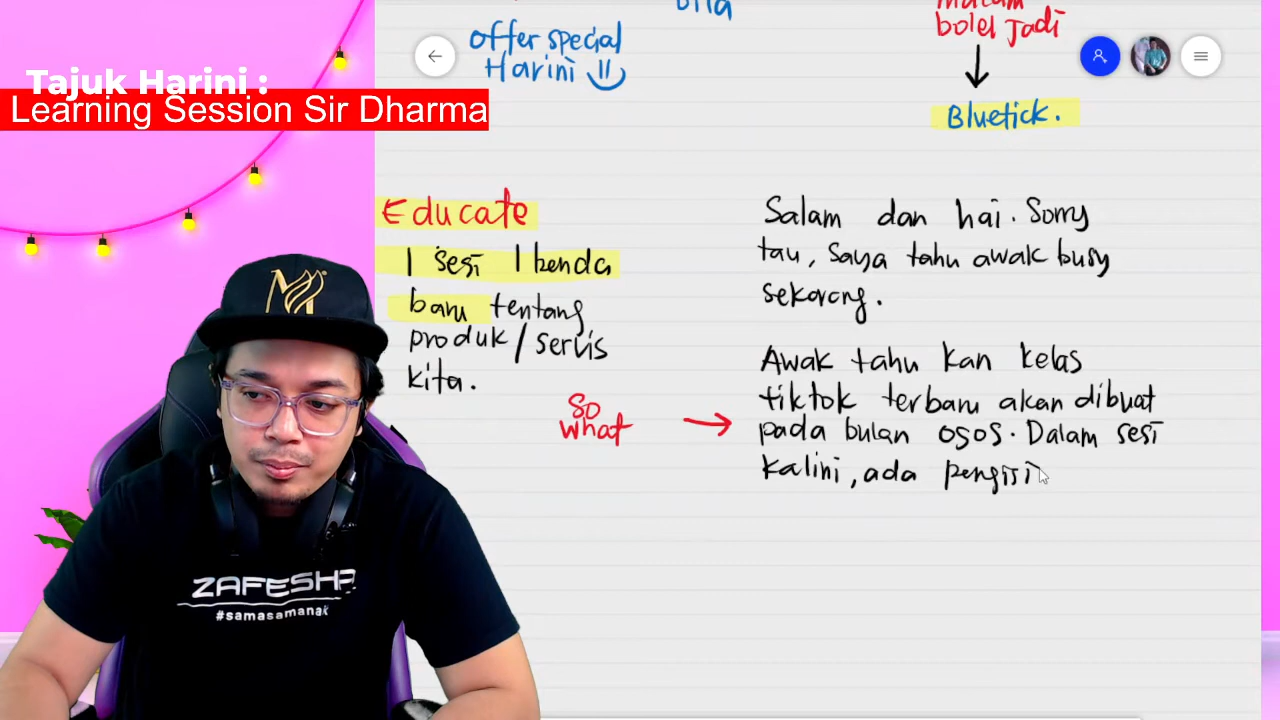 bila
macam
bolel jadi
offer special
Harini
Bluetick.
Tajuk Harini :
Learning Session Sir Dharma
Educate
1 sesi 1 benda
baru tentang
produk/servis
kita.
So
what
Salam dan hai. Sorry
tau, saya tahu awak busy
sekarang.
Awak tahu kan kelas
tiktok terbaru akan dibuat
pada bulan ogos. Dalam sesi
kalini, ada pengisi
ZAFESHA
#samasamanak